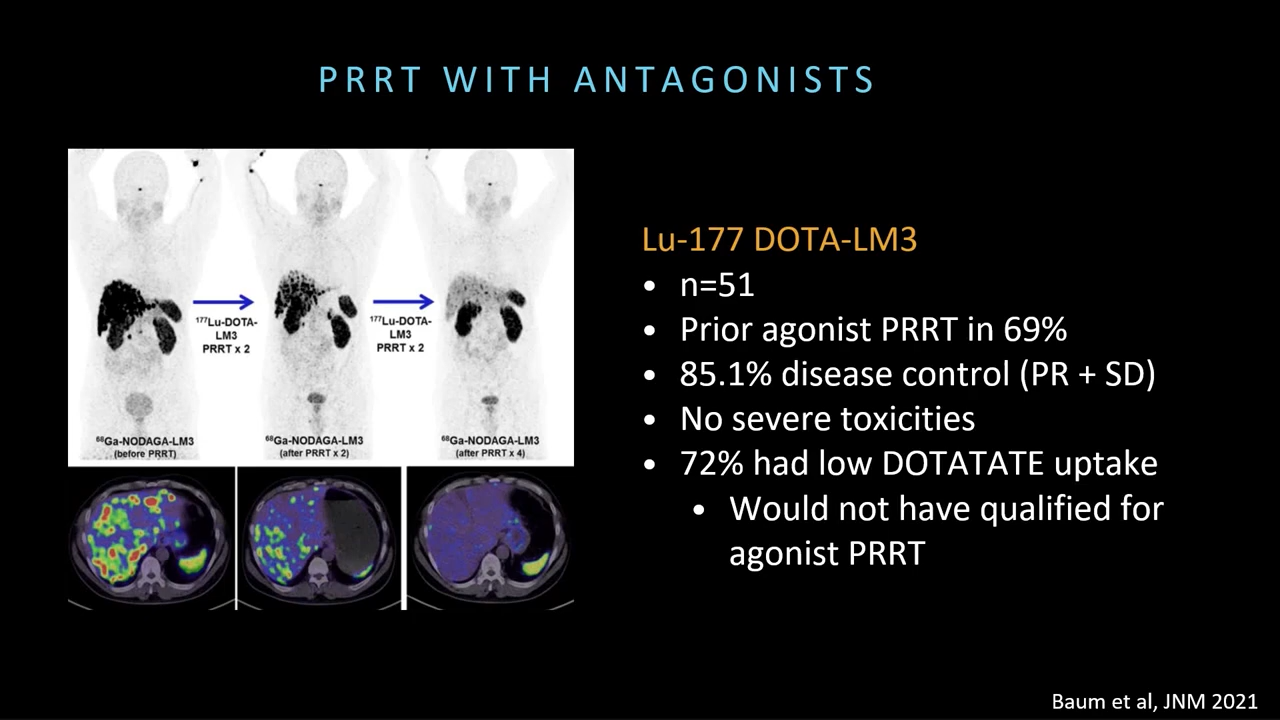 PRRT WITH ANTAGONISTS
177Lu-DOTA-
LM3
PRRT x 2
177Lu-DOTA-
LM3
PRRT x 2
68Ga-NODAGA-LM3
(before PRRT)
68Ga-NODAGA-LM3
(after PRRT x 2)
68Ga-NODAGA-LM3
(after PRRT x 4)
Lu-177 DOTA-LM3
• n=51
• Prior agonist PRRT in 69%
• 85.1% disease control (PR + SD)
• No severe toxicities
• 72% had low DOTATATE uptake
• Would not have qualified for
agonist PRRT
Baum et al, JNM 2021